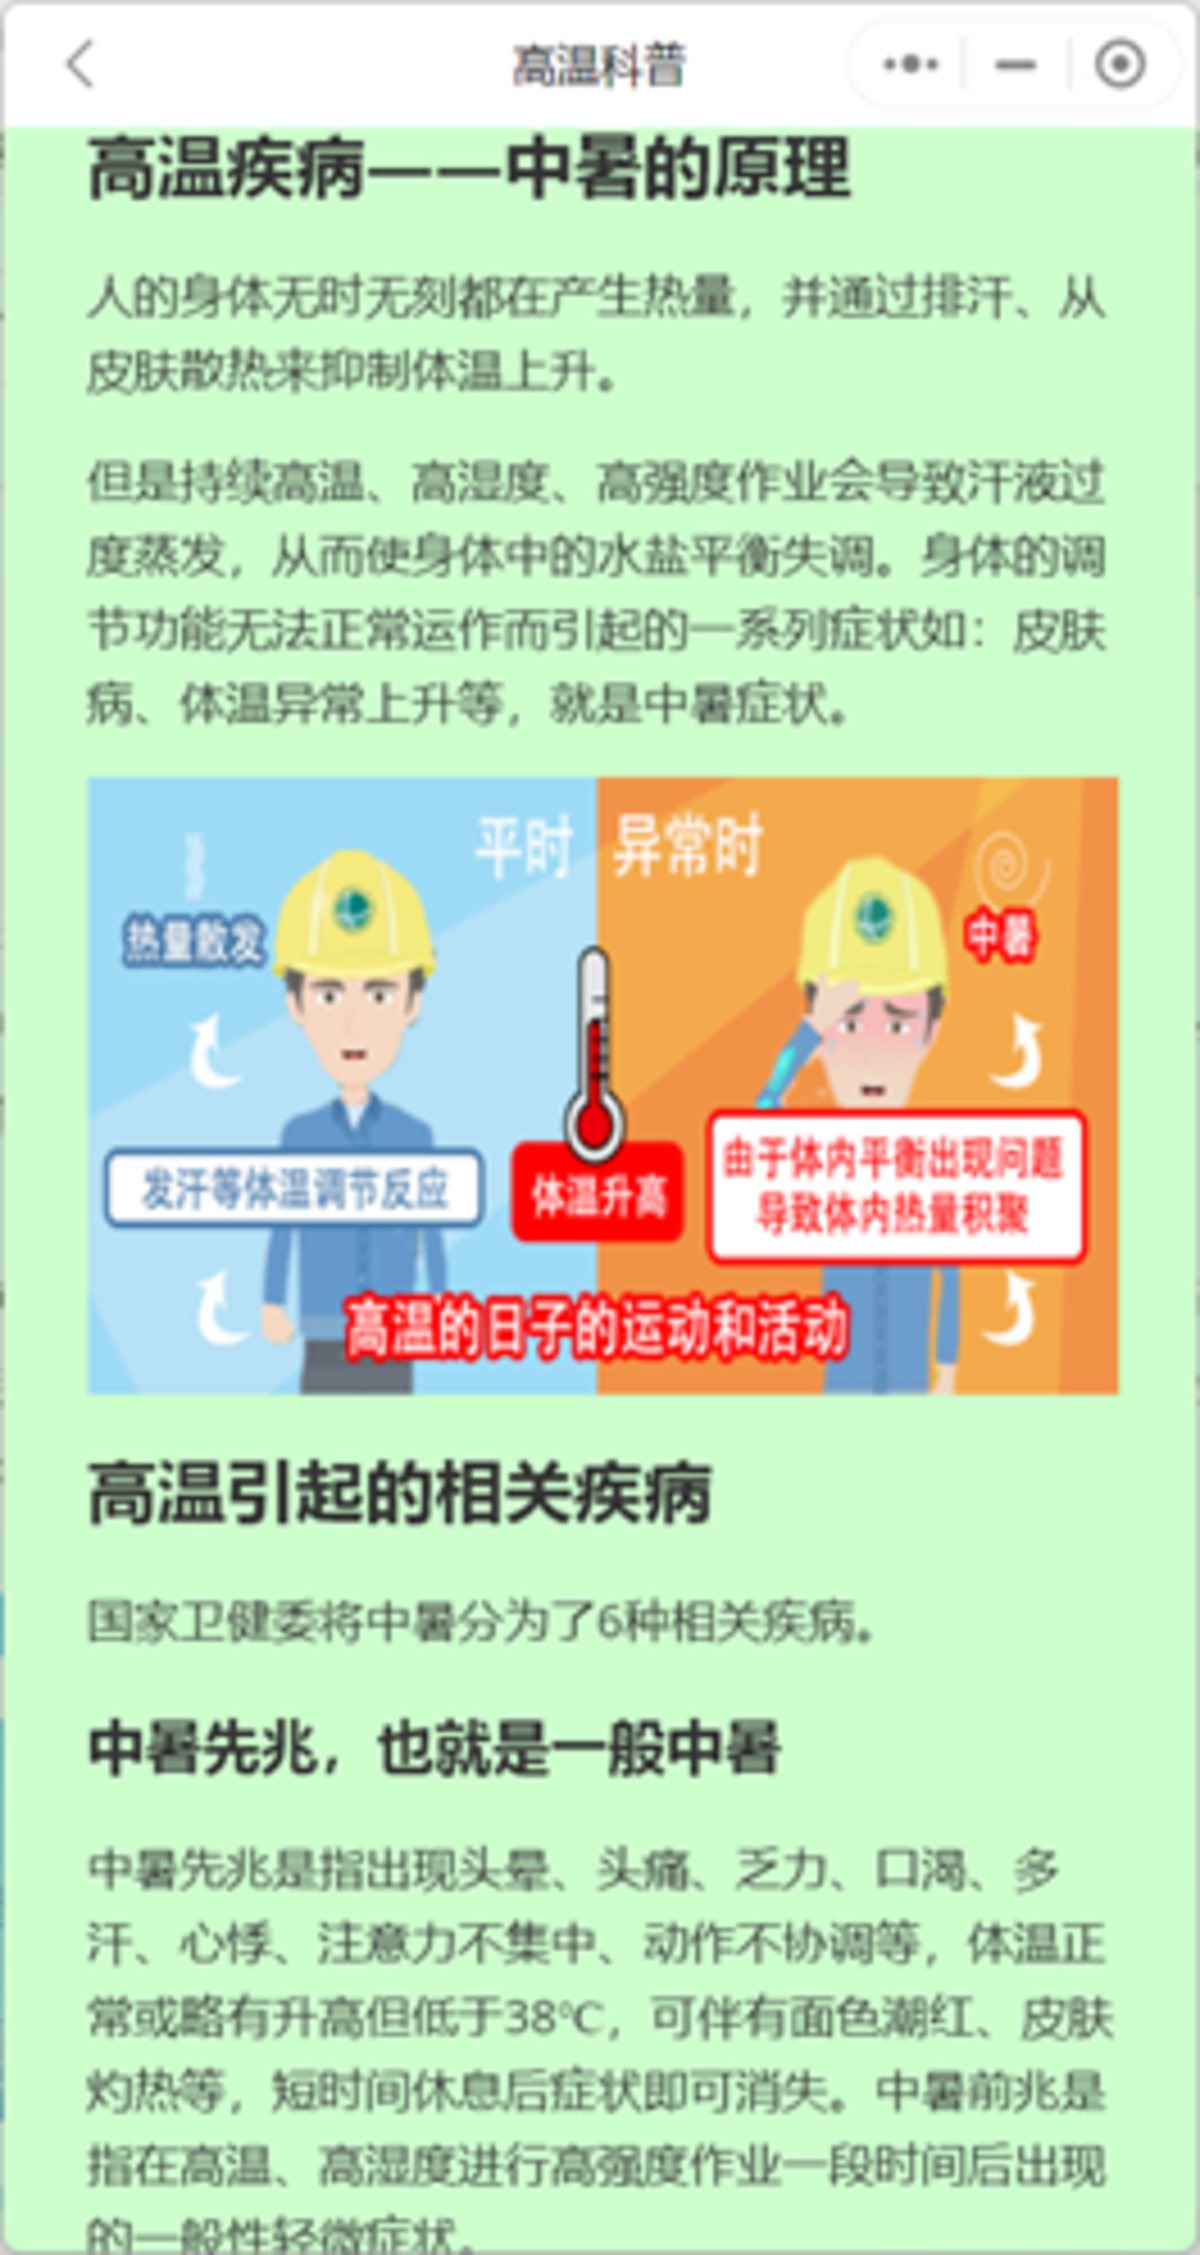 高温科普
高温疾病——中暑的原理
人的身体无时无刻都在产生热量，并通过排汗、从
皮肤散热来抑制体温上升。
但是持续高温、高湿度、高强度作业会导致汗液过
度蒸发，从而使身体中的水盐平衡失调。身体的调
节功能无法正常运作而引起的一系列症状如：皮肤
病、体温异常上升等，就是中暑症状。
平时
异常时
热量散发
中暑
发汗等体温调节反应
体温升高
由于体内平衡出现问题
导致体内热量积聚
高温的日子的运动和活动
高温引起的相关疾病
国家卫健委将中暑分为了6种相关疾病。
中暑先兆，也就是一般中暑
中暑先兆是指出现头晕、头痛、乏力、口渴、多
汗、心悸、注意力不集中、动作不协调等，体温正
常或略有升高但低于38℃，可伴有面色潮红、皮肤
灼热等，短时间休息后症状即可消失。中暑前兆是
指在高温、高湿度进行高强度作业一段时间后出现
的一般性轻微症状。